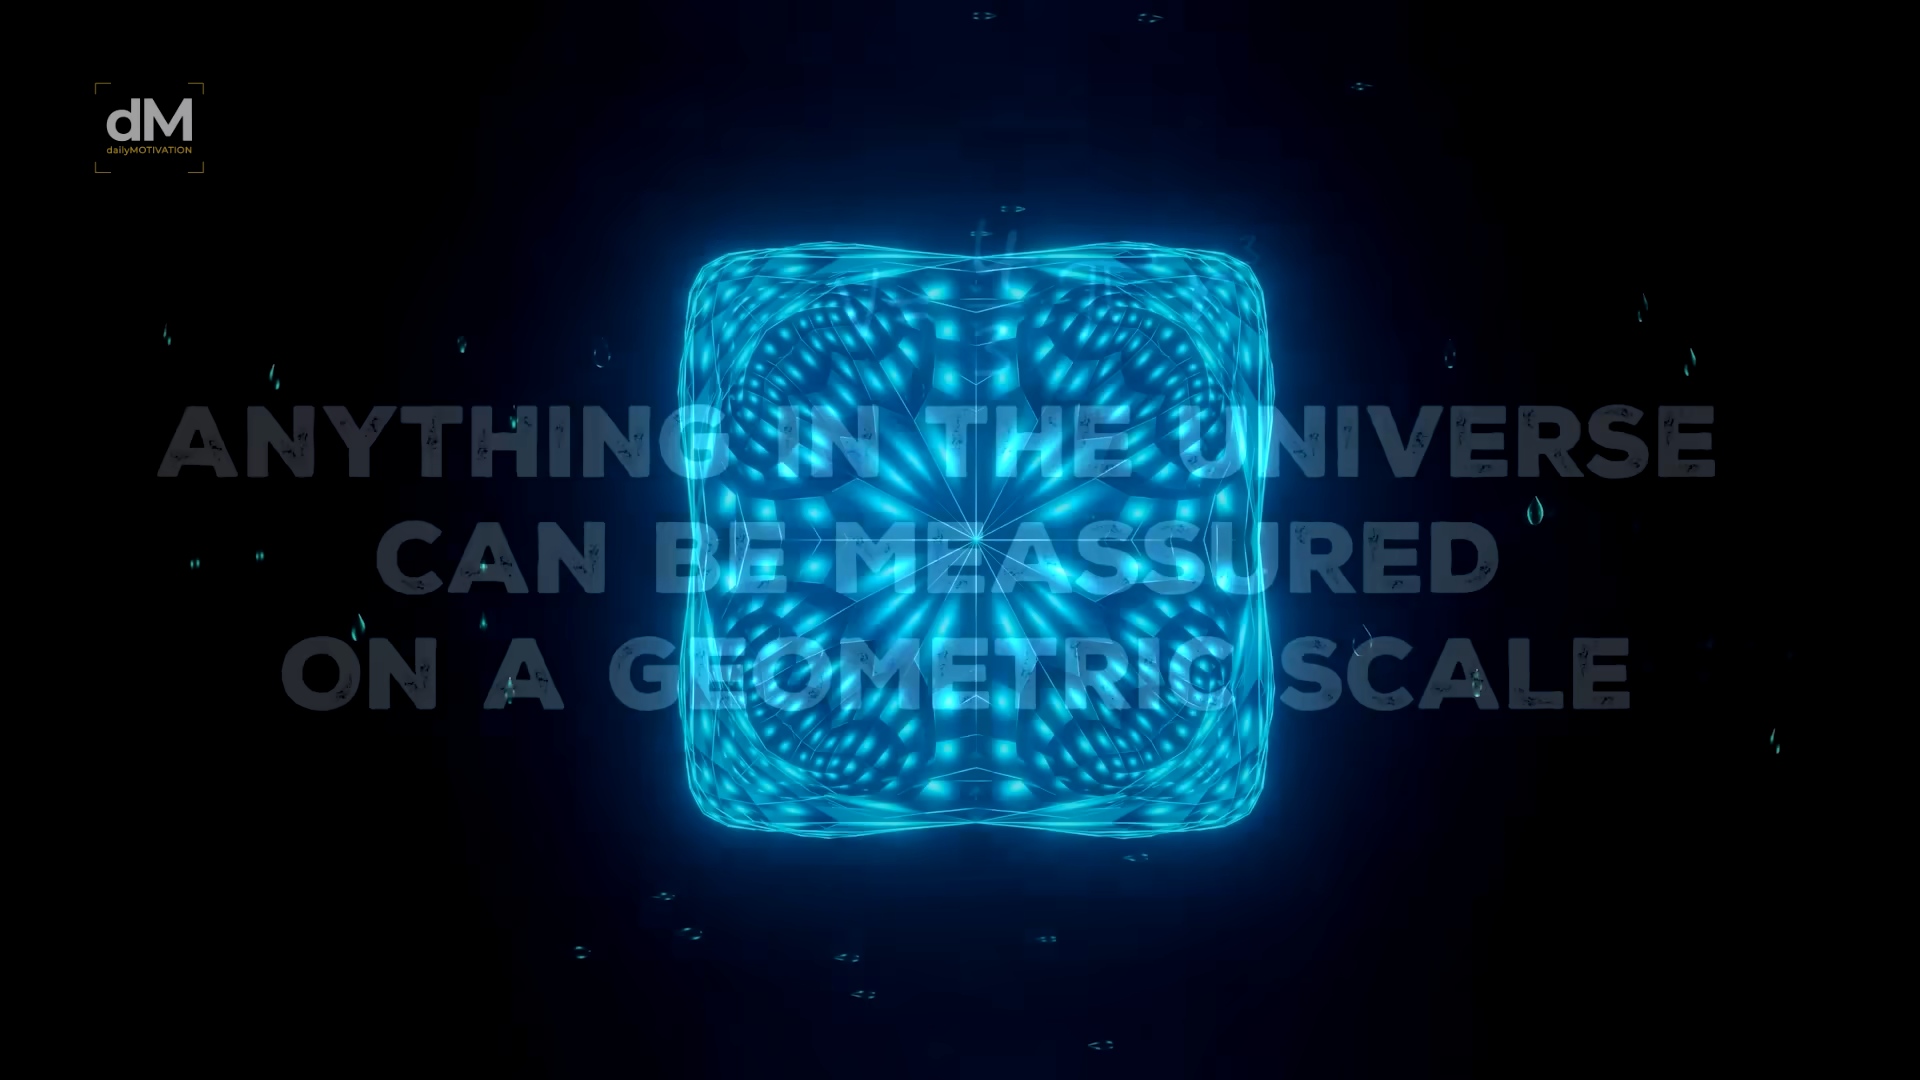 dM
dailyMOTIVATION
ANYTHING IN THE UNIVERSE
CAN BE MEASSURED
ON A GEOMETRIC SCALE